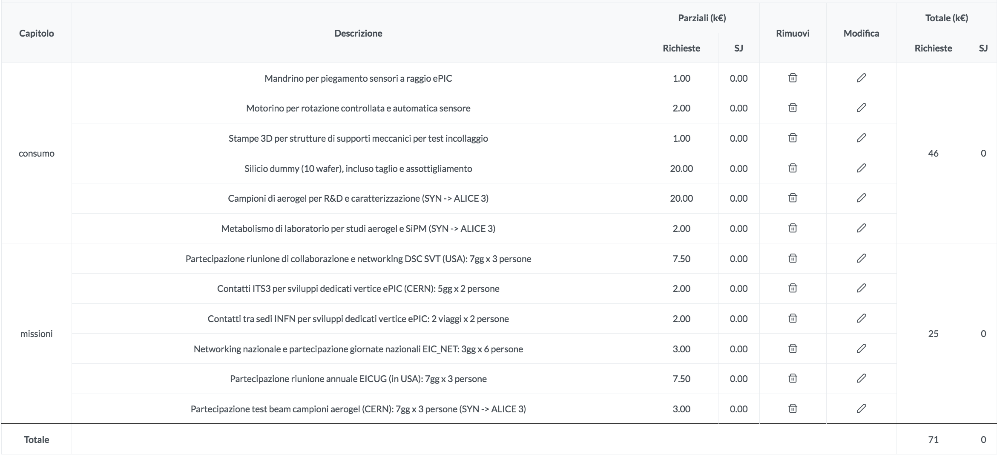 Capitolo Descrizione Parziali (k€) Rimuovi Modifica Totale (k€)
Richieste SJ Richieste SJ
consumo Mandrino per piegamento sensori a raggio ePIC 1.00 0.00 46 0
Motorino per rotazione controllata e automatica sensore 2.00 0.00
Stampe 3D per strutture di supporti meccanici per test incollaggio 1.00 0.00
Silicio dummy (10 wafer), incluso taglio e assottigliamento 20.00 0.00
Campioni di aerogel per R&D e caratterizzazione (SYN -> ALICE 3) 20.00 0.00
Metabolismo di laboratorio per studi aerogel e SiPM (SYN -> ALICE 3) 2.00 0.00
missioni Partecipazione riunione di collaborazione e networking DSC SVT (USA): 7gg x 3 persone 7.50 0.00 25 0
Contatti ITS3 per sviluppi dedicati vertice ePIC (CERN): 5gg x 2 persone 2.00 0.00
Contatti tra sedi INFN per sviluppi dedicati vertice ePIC: 2 viaggi x 2 persone 2.00 0.00
Networking nazionale e partecipazione giornate nazionali EIC_NET: 3gg x 6 persone 3.00 0.00
Partecipazione riunione annuale EICUG (in USA): 7gg x 3 persone 7.50 0.00
Partecipazione test beam campioni aerogel (CERN): 7gg x 3 persone (SYN -> ALICE 3) 3.00 0.00
Totale 71 0